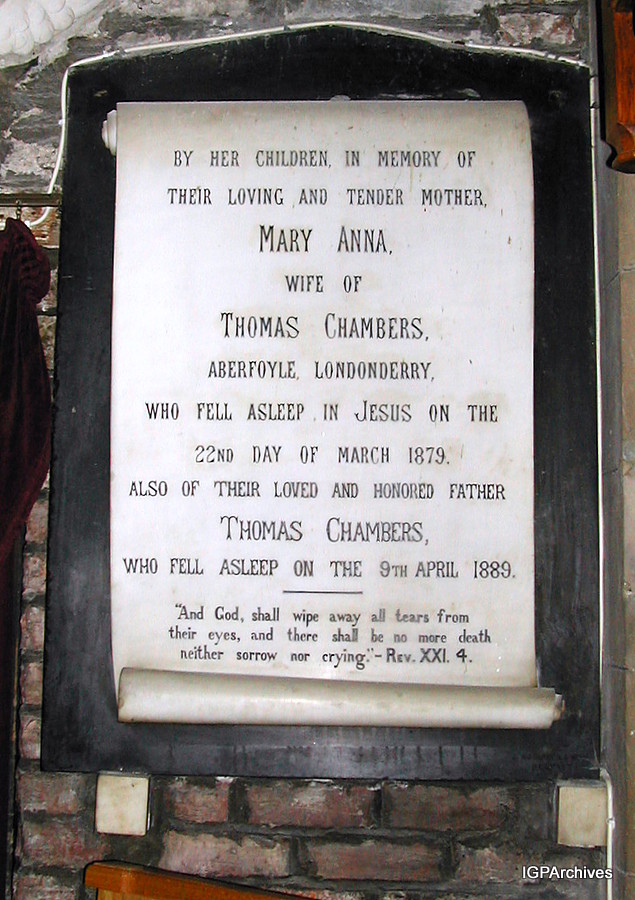 BY HER CHILDREN, IN MEMORY OF
THEIR LOVING AND TENDER MOTHER,
MARY ANNA,
WIFE OF
THOMAS CHAMBERS,
ABERFOYLE, LONDONDERRY,
WHO FELL ASLEEP IN JESUS ON THE
22ND DAY OF MARCH 1879.
ALSO OF THEIR LOVED AND HONORED FATHER
THOMAS CHAMBERS,
WHO FELL ASLEEP ON THE 9TH APRIL 1889.
"And God, shall wipe away all tears from
their eyes, and there shall be no more death
neither sorrow nor crying."- REV. XXI. 4.
IGPArchives